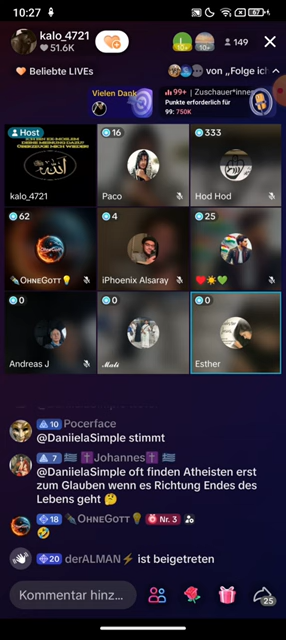 10:27
67
kalo_4721
51.6K
10+
149
Beliebte LIVEs
von „Folge ich
Vielen Dank
99+ Zuschauer*innen
Punkte erforderlich für
99: 750K
Host
kalo_4721
16
Paco
333
Hod Hod
62
OHNEGOTT
4
iPhoenix Alsaray
25
0
Andreas J
0
Mali
0
Esther
10 Pocerface
@DaniielaSimple stimmt
7 Johannes
@DaniielaSimple oft finden Atheisten erst
zum Glauben wenn es Richtung Endes des
Lebens geht 🤔
18 OHNEGOTT Nr. 3
🤣
20 derALMAN⚡ ist beigetreten
Kommentar hinz...
25